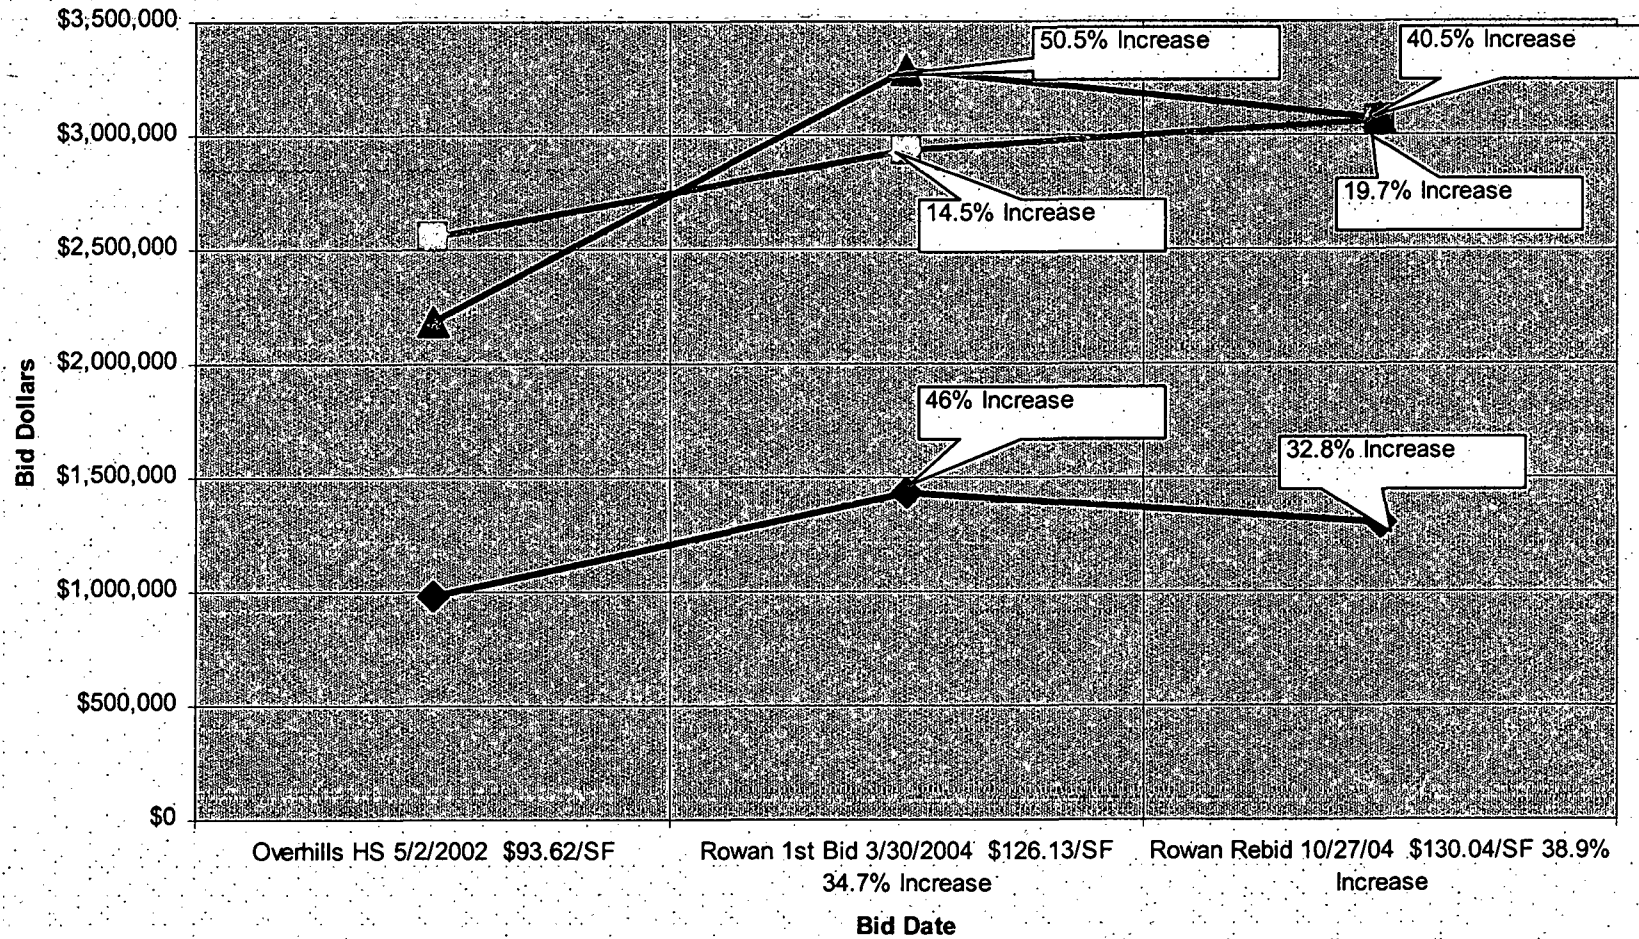 $3,500,000
$3,000,000
$2,500,000
$2,000,000
$1,500,000
$1,000,000
$500,000
$0
Bid Dollars
50.5% Increase
40.5% Increase
14.5% Increase
19.7% Increase
46% Increase
32.8% Increase
Overhills HS 5/2/2002 $93.62/SF
Rowan 1st Bid 3/30/2004 $126.13/SF
34.7% Increase
Rowan Rebid 10/27/04 $130.04/SF 38.9%
Increase
Bid Date